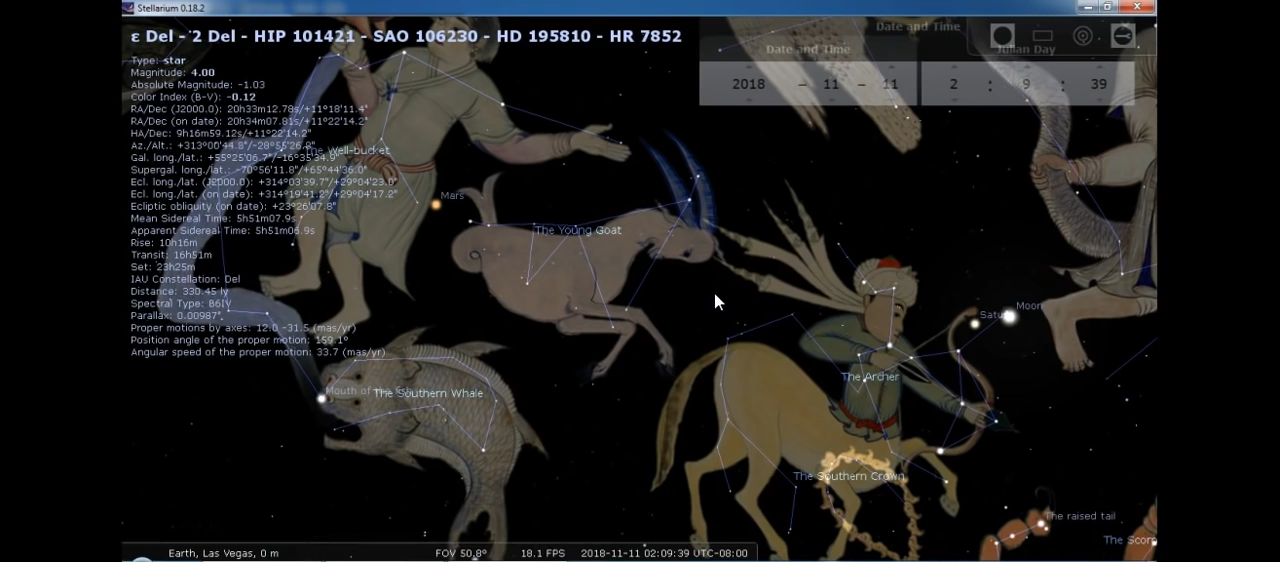 Stellarium 0.18.2
ε Del - 2 Del - HIP 101421 - SAO 106230 - HD 195810 - HR 7852
Type: star
Magnitude: 4.00
Absolute Magnitude: -1.03
Color Index (B-V): -0.12
RA/Dec (J2000.0): 20h33m12.78s/+11°18'11.4"
RA/Dec (on date): 20h34m07.81s/+11°22'14.2"
HA/Dec: 9h16m59.12s/+11°22'14.2"
Az./Alt.: +313°00'44.8"/-28°55'26.8"
Gal. long./lat.: +55°25'06.7"/-16°35'34.9"
Supergal. long./lat.: -70°56'11.8"/+65°44'36.0"
Ecl. long./lat. (J2000.0): +314°03'39.7"/+29°04'23.0"
Ecl. long./lat. (on date): +314°19'41.2"/+29°04'17.2"
Ecliptic obliquity (on date): +23°26'07.8"
Mean Sidereal Time: 5h51m07.9s
Apparent Sidereal Time: 5h51m06.9s
Rise: 10h16m
Transit: 16h51m
Set: 23h25m
IAU Constellation: Del
Distance: 330.45 ly
Spectral Type: B6IV
Parallax: 0.00987"
Proper motions by axes: 12.0 -31.5 (mas/yr)
Position angle of the proper motion: 159.1°
Angular speed of the proper motion: 33.7 (mas/yr)
Date and Time
Date and Time
Julian Day
2018 - 11 - 11
2 : 9 : 39
The Well-bucket
Mars
The Young Goat
Moon
The Archer
Mouth of the fish
The Southern Whale
The Southern Crown
The raised tail
The Scorp
Earth, Las Vegas, 0 m
FOV 50.8°
18.1 FPS
2018-11-11 02:09:39 UTC-08:00